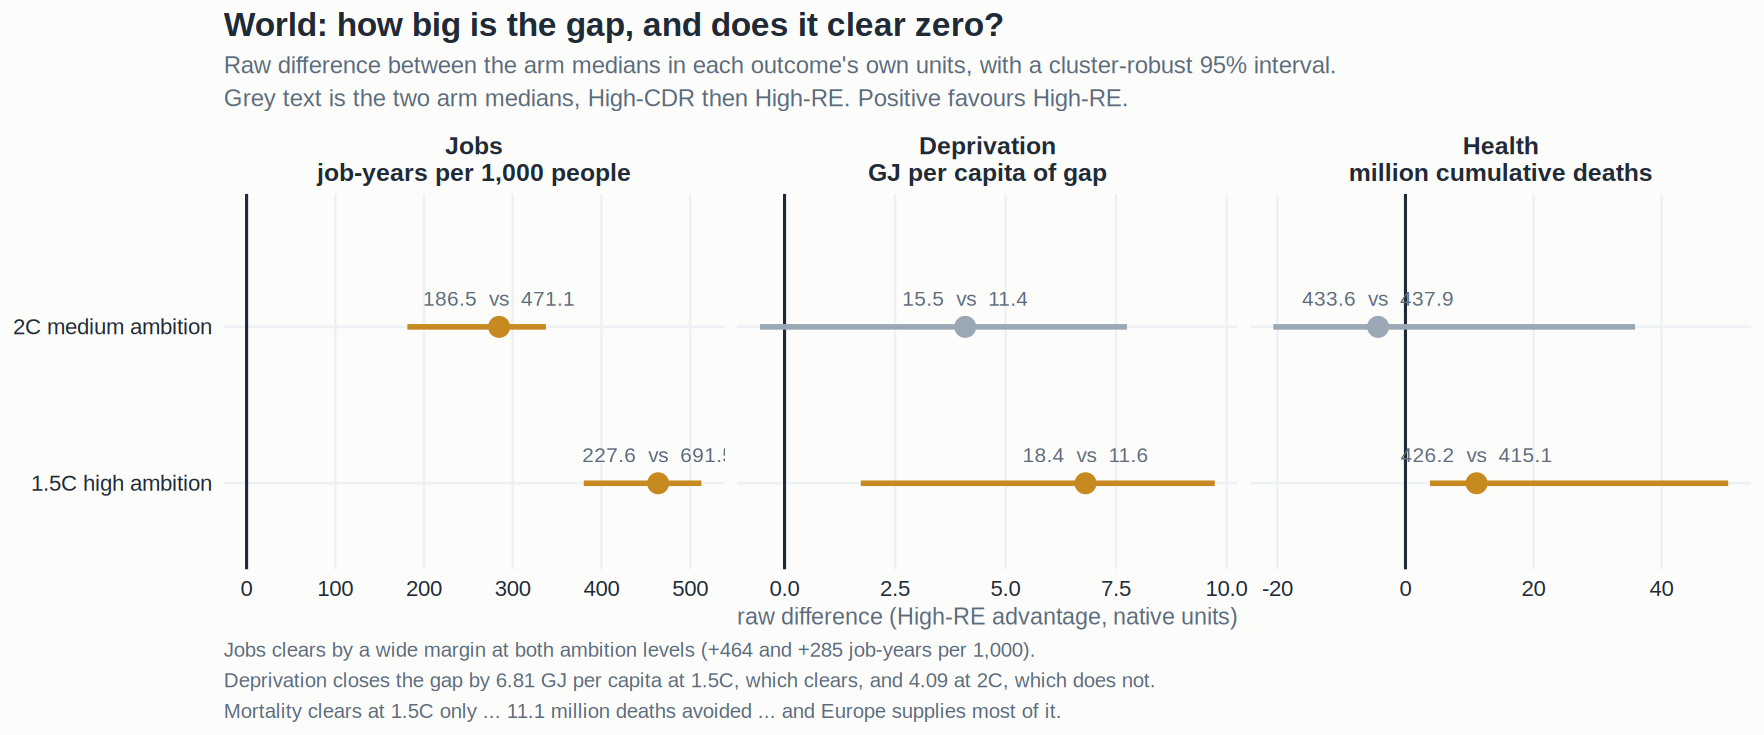 World: how big is the gap, and does it clear zero?
Raw difference between the arm medians in each outcome's own units, with a cluster-robust 95% interval.
Grey text is the two arm medians, High-CDR then High-RE. Positive favours High-RE.
Jobs
job-years per 1,000 people
Deprivation
GJ per capita of gap
Health
million cumulative deaths
2C medium ambition
186.5 vs 471.1
15.5 vs 11.4
433.6 vs 437.9
1.5C high ambition
227.6 vs 691.5
18.4 vs 11.6
426.2 vs 415.1
0 100 200 300 400 500
0.0 2.5 5.0 7.5 10.0
-20 0 20 40
raw difference (High-RE advantage, native units)
Jobs clears by a wide margin at both ambition levels (+464 and +285 job-years per 1,000).
Deprivation closes the gap by 6.81 GJ per capita at 1.5C, which clears, and 4.09 at 2C, which does not.
Mortality clears at 1.5C only ... 11.1 million deaths avoided ... and Europe supplies most of it.